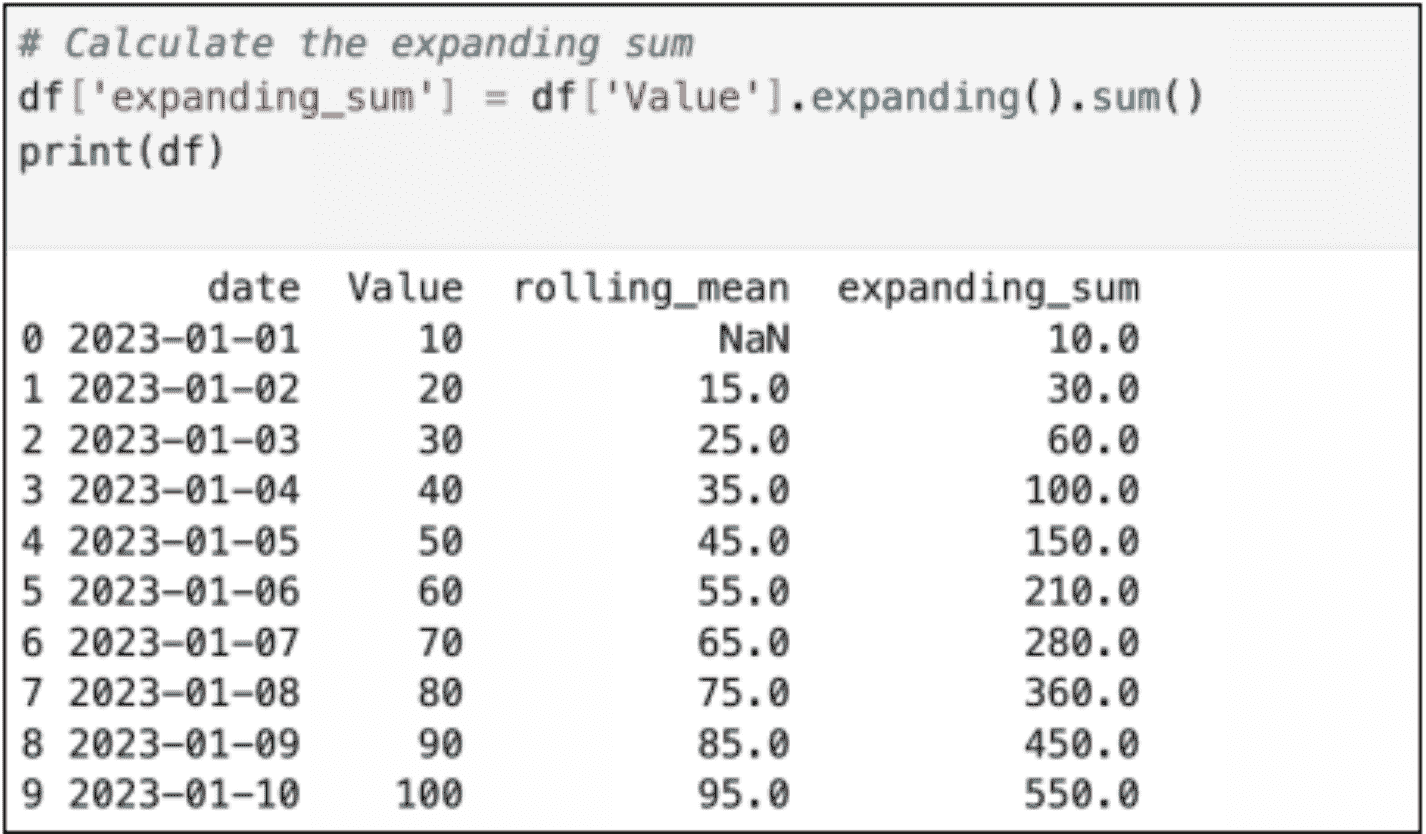 # Calculate the expanding sum
df['expanding_sum'] = df['Value'].expanding().sum()
print(df)
date Value rolling_mean expanding_sum
0 2023-01-01 10 NaN 10.0
1 2023-01-02 20 15.0 30.0
2 2023-01-03 30 25.0 60.0
3 2023-01-04 40 35.0 100.0
4 2023-01-05 50 45.0 150.0
5 2023-01-06 60 55.0 210.0
6 2023-01-07 70 65.0 280.0
7 2023-01-08 80 75.0 360.0
8 2023-01-09 90 85.0 450.0
9 2023-01-10 100 95.0 550.0